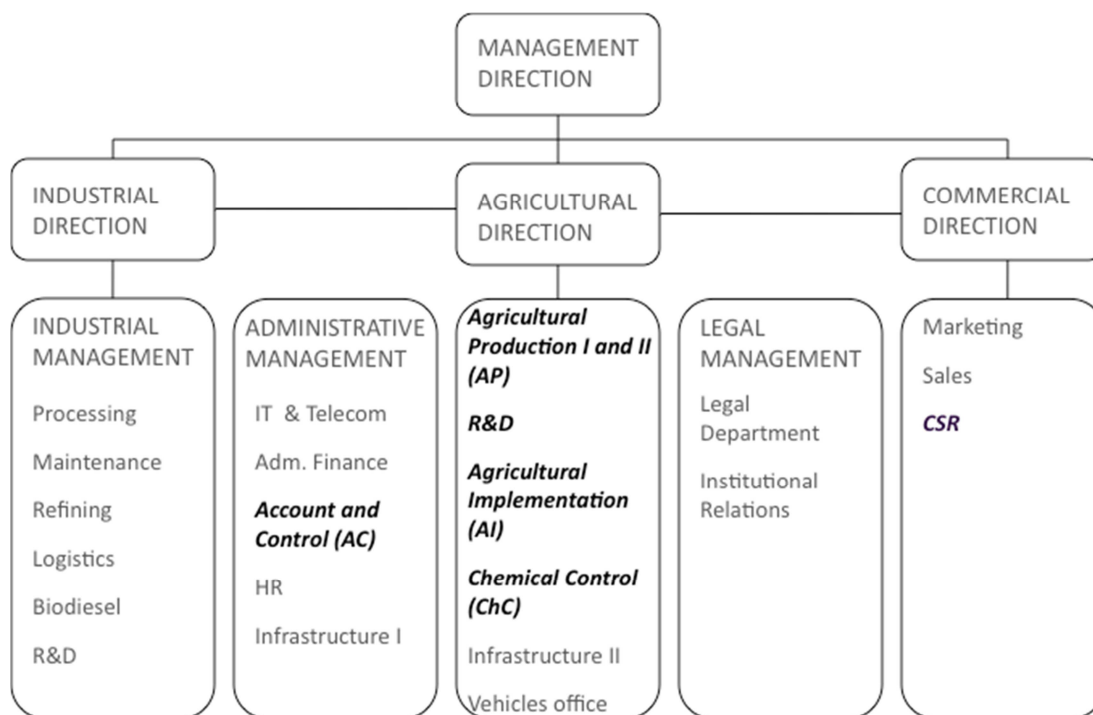 MANAGEMENT
DIRECTION
INDUSTRIAL
DIRECTION
AGRICULTURAL
DIRECTION
COMMERCIAL
DIRECTION
INDUSTRIAL
MANAGEMENT
Processing
Maintenance
Refining
Logistics
Biodiesel
R&D
ADMINISTRATIVE
MANAGEMENT
IT & Telecom
Adm. Finance
Account and
Control (AC)
HR
Infrastructure I
Agricultural
Production I and II
(AP)
R&D
Agricultural
Implementation
(AI)
Chemical Control
(ChC)
Infrastructure II
Vehicles office
LEGAL
MANAGEMENT
Legal
Department
Institutional
Relations
Marketing
Sales
CSR